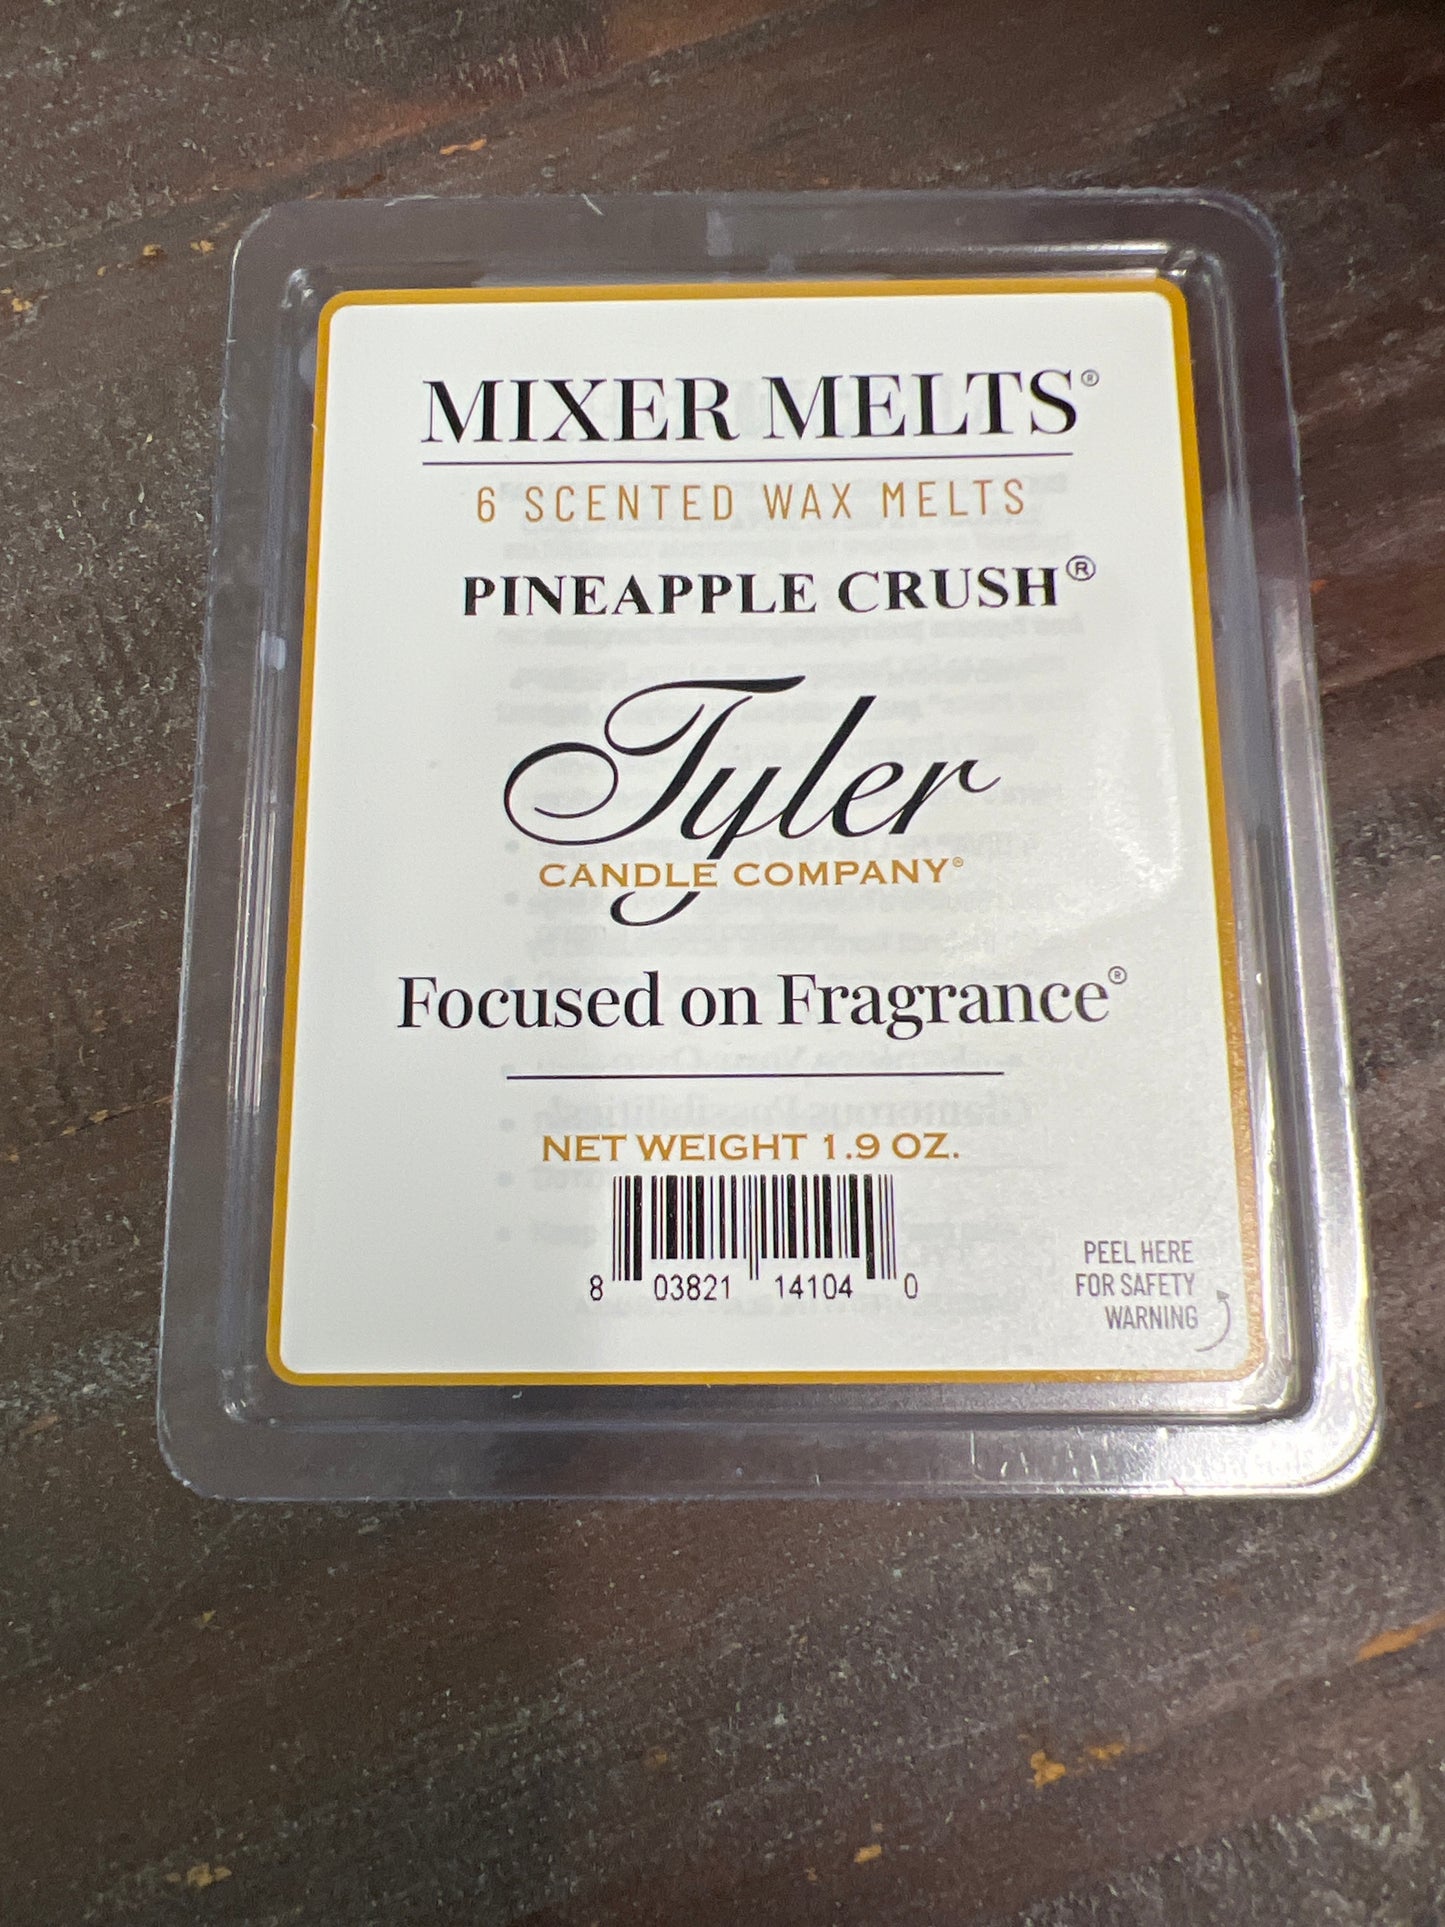 MIXER MELTS®
6 SCENTED WAX MELTS
PINEAPPLE CRUSH®
Tyler
CANDLE COMPANY®
Focused on Fragrance®
NET WEIGHT 1.9 OZ.
8 03821 14104 0
PEEL HERE
FOR SAFETY
WARNING